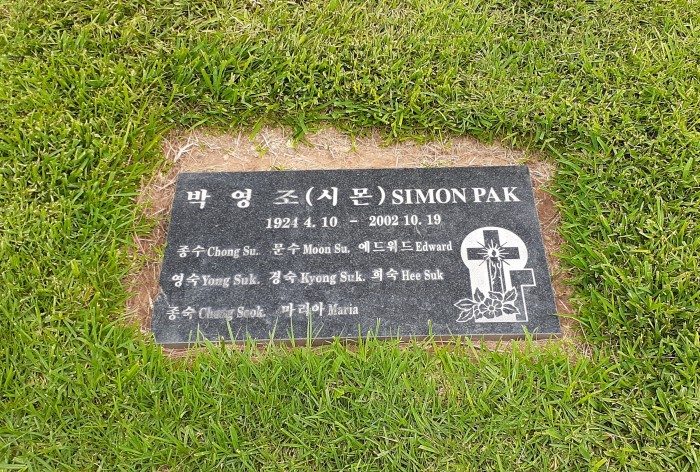 박 영 조 (시 몬) SIMON PAK
1924 4. 10 - 2002 10. 19
종수 Chong Su. 문수 Moon Su. 에드워드 Edward
영숙 Yong Suk. 경숙 Kyong Suk. 희숙 Hee Suk
종숙 Chong Sook. 마리아 Maria